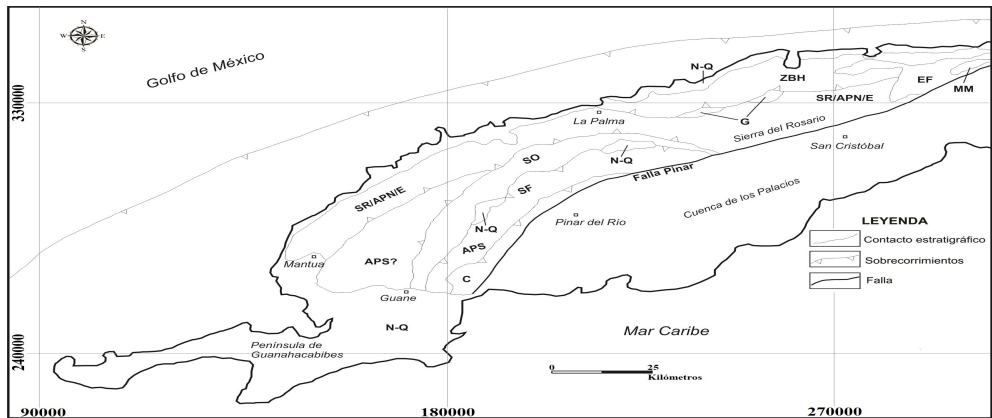 N
W E
S
Golfo de México
N-Q
ZBH
EF
MM
SR/APN/E
G
La Palma
Sierra del Rosario
San Cristóbal
330000
SO
N-Q
Falla Pinar
SF
SR/APN/E
Cuenca de los Palacios
Pinar del Río
N-Q
LEYENDA
Contacto estratigráfico
Sobrecorrimientos
Falla
APS
Mantua
APS?
C
Guane
N-Q
Mar Caribe
Península de
Guanahacabibes
240000
0 25
Kilómetros
90000 180000 270000